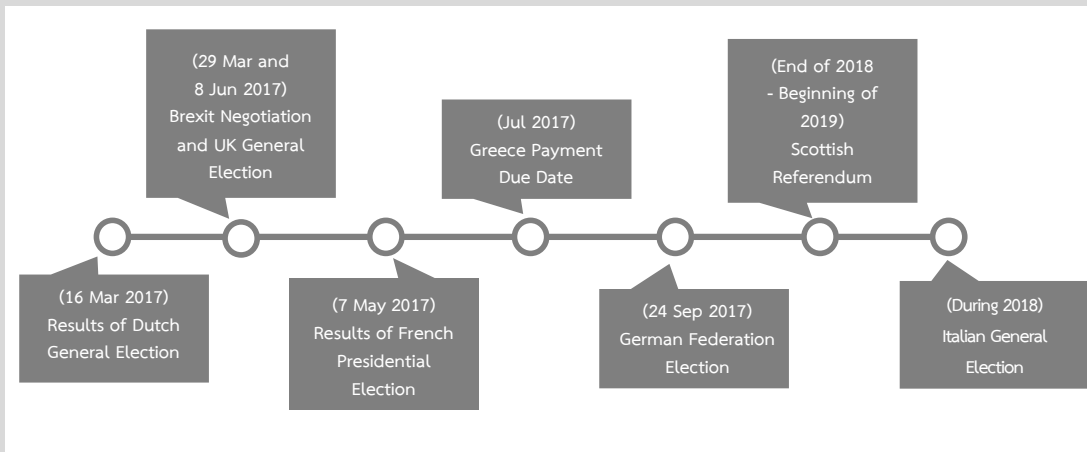 (16 Mar 2017)
Results of Dutch
General Election
(29 Mar and
8 Jun 2017)
Brexit Negotiation
and UK General
Election
(7 May 2017)
Results of French
Presidential
Election
(Jul 2017)
Greece Payment
Due Date
(24 Sep 2017)
German Federation
Election
(End of 2018
- Beginning of
2019)
Scottish
Referendum
(During 2018)
Italian General
Election